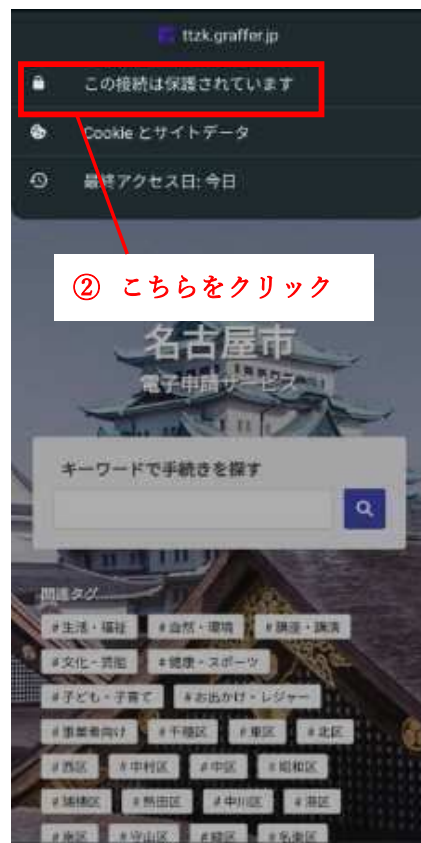 ttzk.graffer.jp
この接続は保護されています
Cookie とサイトデータ
最終アクセス日: 今日
② こちらをクリック
名古屋市
電子申請サービス
キーワードで手続きを探す
関連タグ
#生活・福祉 #自然・環境 #講座・講演
#文化・芸能 #健康・スポーツ
#子ども・子育て #お出かけ・レジャー
#事業者向け #千種区 #東区 #北区
#西区 #中村区 #中区 #昭和区
#瑞穂区 #熱田区 #中川区 #港区
#南区 #守山区 #緑区 #名東区